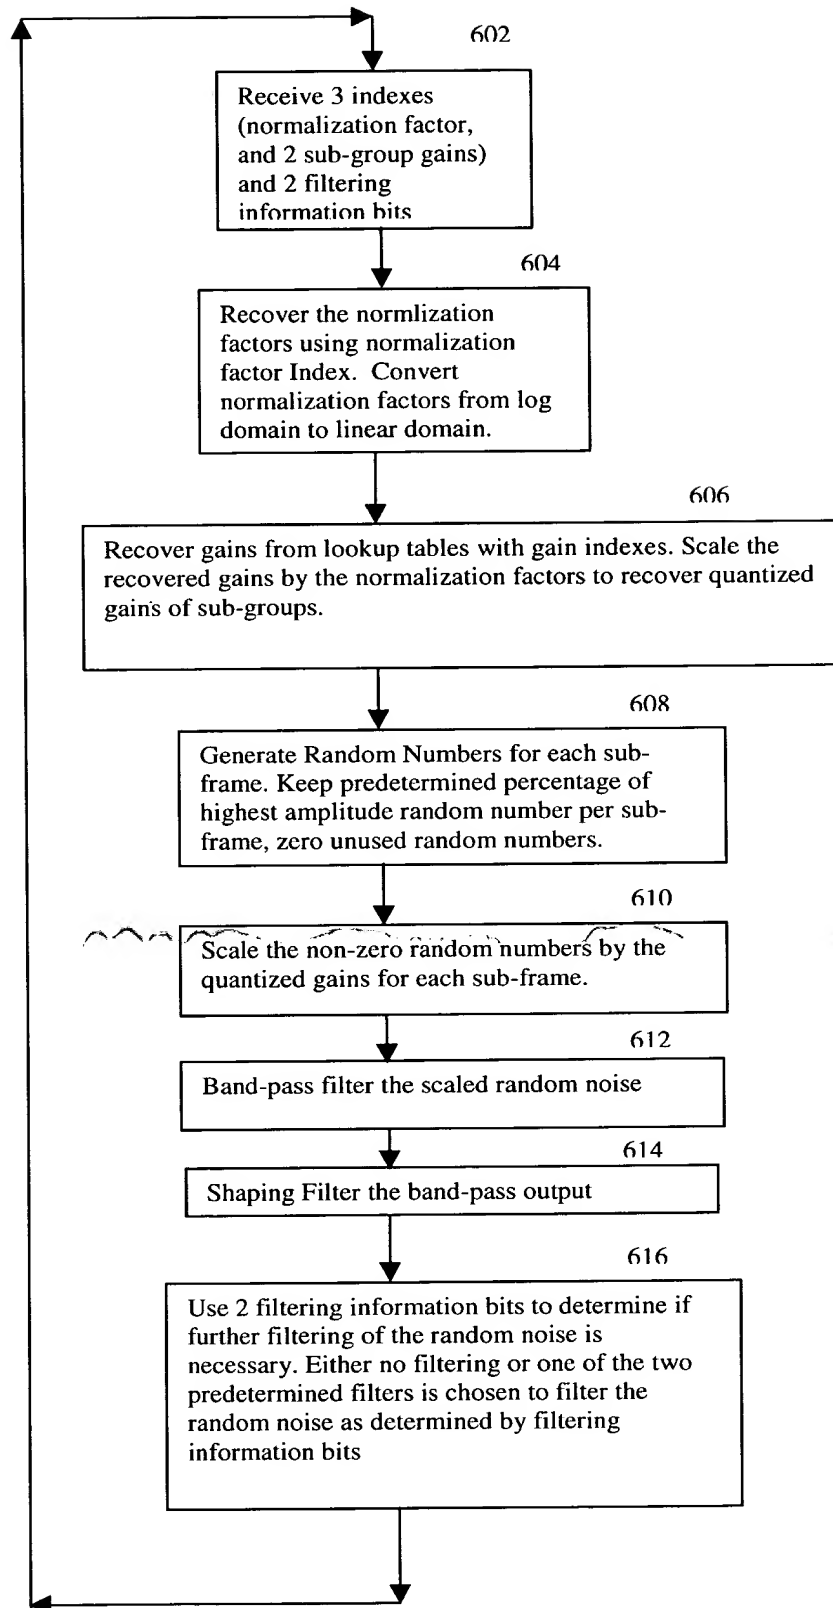 602
Receive 3 indexes
(normalization factor,
and 2 sub-group gains)
and 2 filtering
information bits
604
Recover the normlization
factors using normalization
factor Index. Convert
normalization factors from log
domain to linear domain.
606
Recover gains from lookup tables with gain indexes. Scale the
recovered gains by the normalization factors to recover quantized
gains of sub-groups.
608
Generate Random Numbers for each sub-
frame. Keep predetermined percentage of
highest amplitude random number per sub-
frame, zero unused random numbers.
610
Scale the non-zero random numbers by the
quantized gains for each sub-frame.
612
Band-pass filter the scaled random noise
614
Shaping Filter the band-pass output
616
Use 2 filtering information bits to determine if
further filtering of the random noise is
necessary. Either no filtering or one of the two
predetermined filters is chosen to filter the
random noise as determined by filtering
information bits